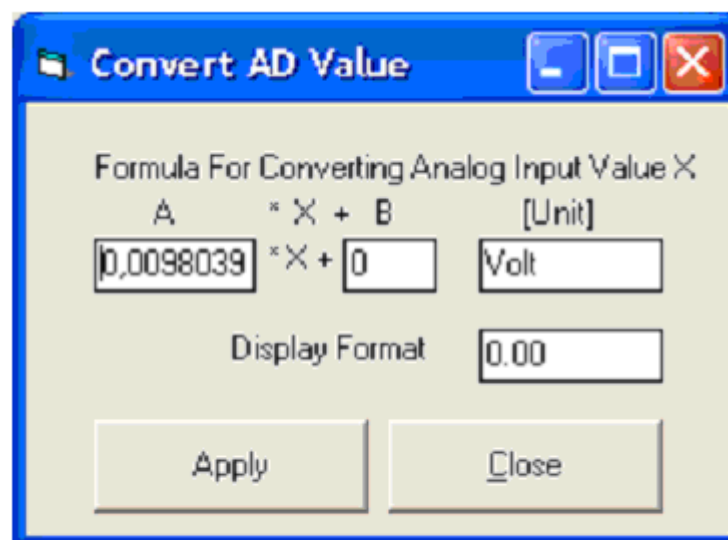 Convert AD Value
Formula For Converting Analog Input Value X
A * X + B [Unit]
0,0098039 * X + 0 Volt
Display Format 0.00
Apply Close